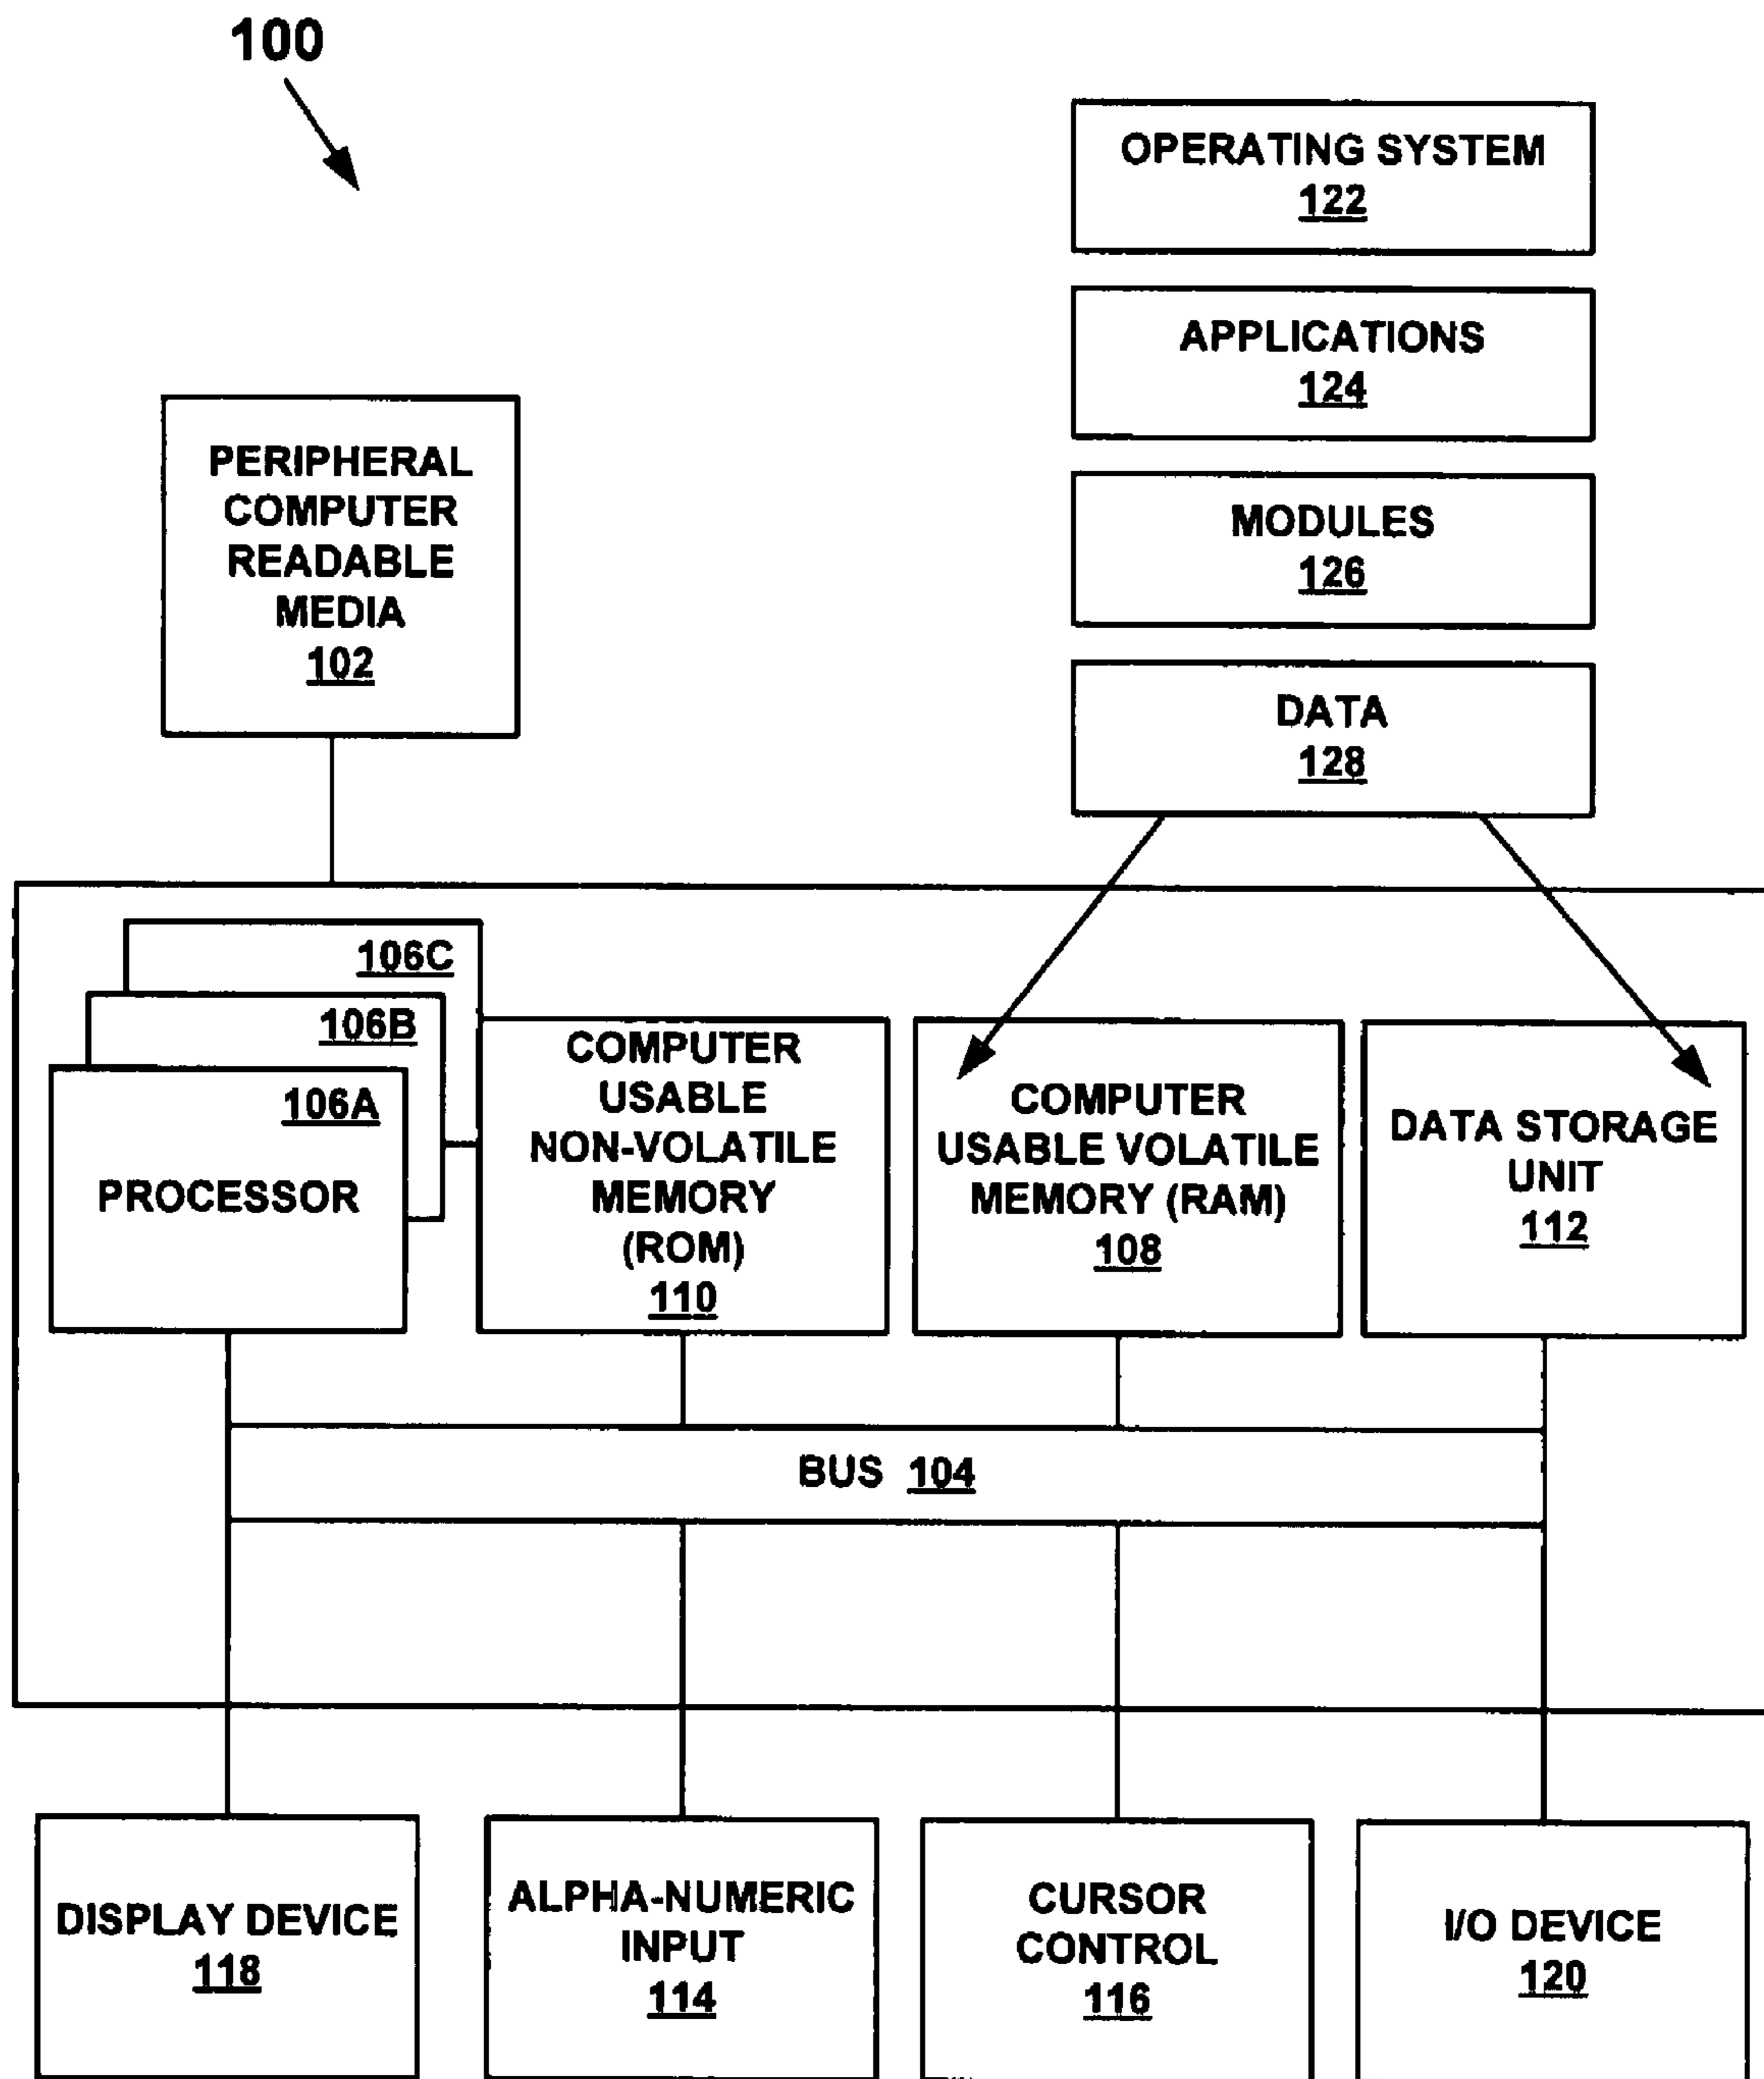 100
OPERATING SYSTEM
122
APPLICATIONS
124
MODULES
126
DATA
128
PERIPHERAL
COMPUTER
READABLE
MEDIA
102
106C
106B
106A
PROCESSOR
COMPUTER
USABLE
NON-VOLATILE
MEMORY
(ROM)
110
COMPUTER
USABLE VOLATILE
MEMORY (RAM)
108
DATA STORAGE
UNIT
112
BUS 104
DISPLAY DEVICE
118
ALPHA-NUMERIC
INPUT
114
CURSOR
CONTROL
116
I/O DEVICE
120